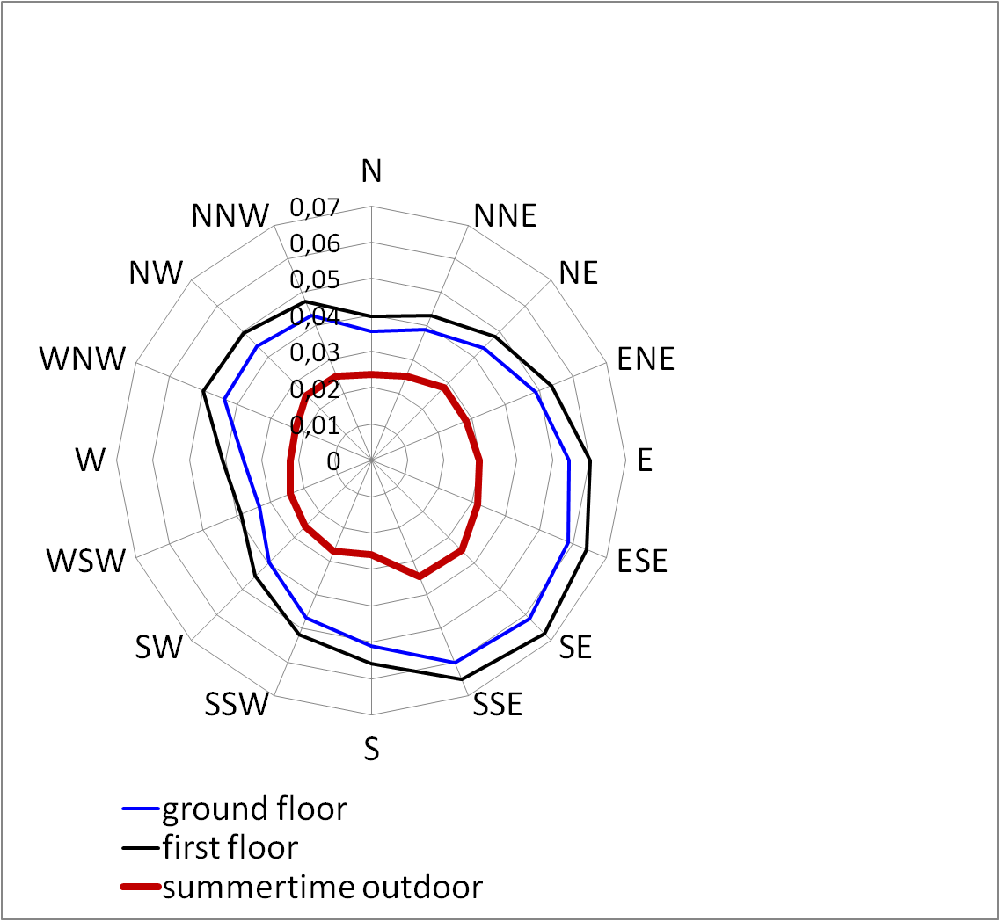 N
NNW
0,07
NNE
0,06
NW
NE
0,05
0,04
WNW
0,03
ENE
0,02
0,01
W
0
E
WSW
ESE
SW
SE
SSW
SSE
S
ground floor
first floor
summertime outdoor